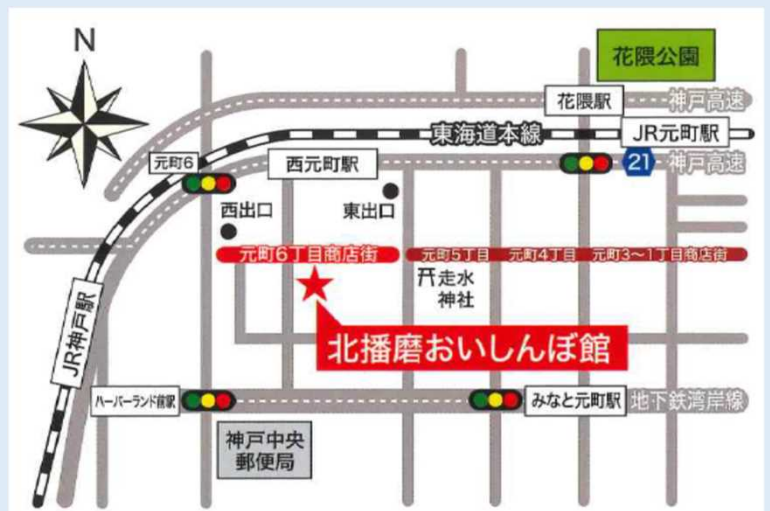 N
花隈公園
花隈駅
神戸高速
東海道本線
JR元町駅
元町6
西元町駅
21
神戸高速
西出口
東出口
元町6丁目商店街
元町5丁目
元町4丁目
元町3～1丁目商店街
走水
神社
JR神戸駅
北播磨おいしんぼ館
ハーバーランド前駅
みなと元町駅
地下鉄湾岸線
神戸中央
郵便局